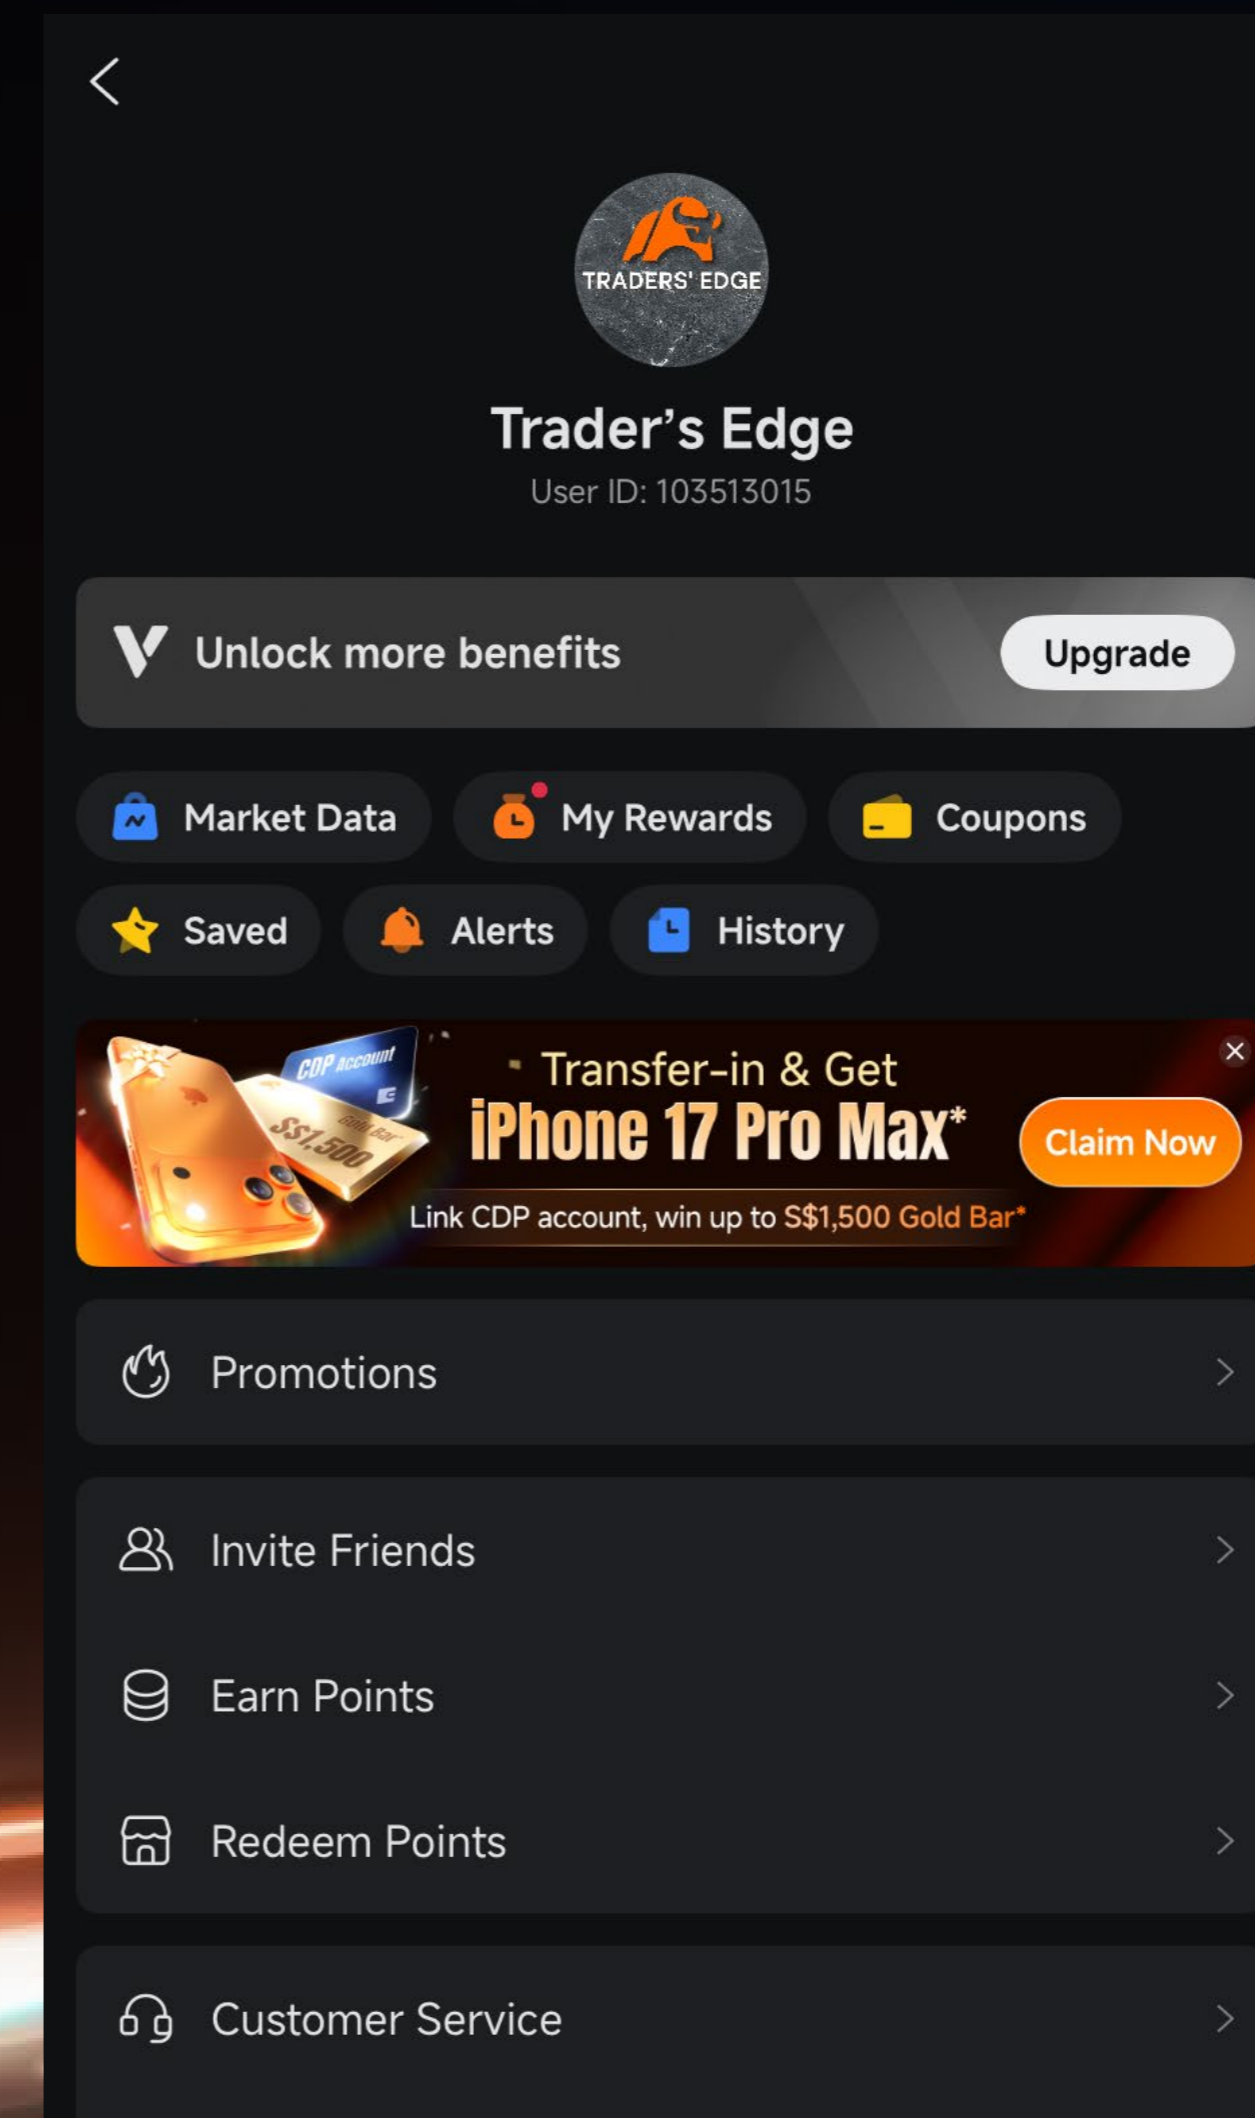 TRADERS' EDGE
Trader’s Edge
User ID: 103513015
Unlock more benefits
Upgrade
Market Data
My Rewards
Coupons
Saved
Alerts
History
CDP Account
Gold Bar
S$1,500
Transfer-in & Get
iPhone 17 Pro Max*
Link CDP account, win up to S$1,500 Gold Bar*
Claim Now
Promotions
Invite Friends
Earn Points
Redeem Points
Customer Service